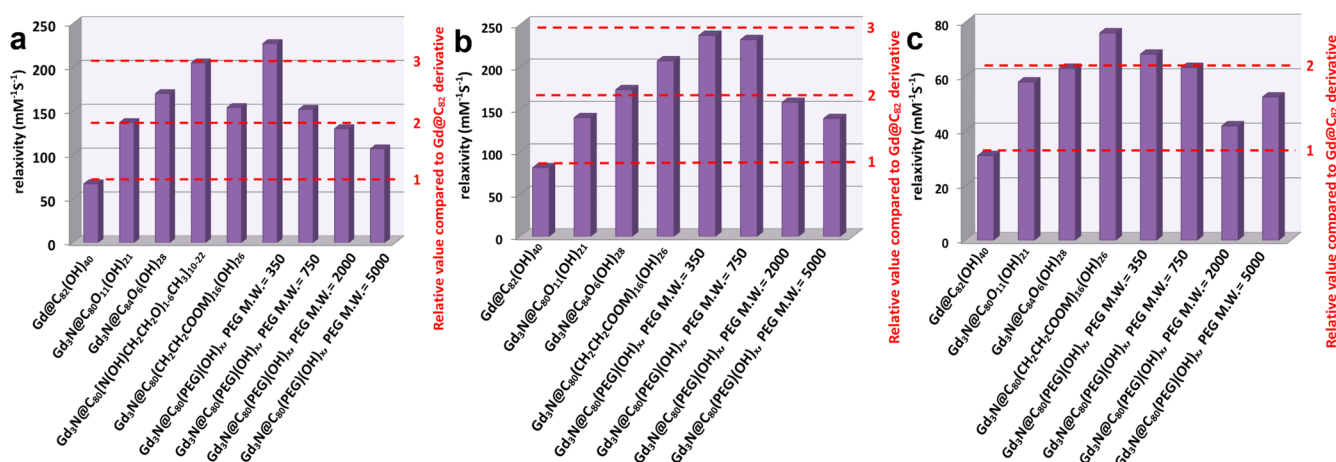 a
relaxivity (mM⁻¹S⁻¹)
250
200
150
100
50
0
3
2
1
Relative value compared to Gd@C₈₂ derivative
Gd@C₈₂(OH)₄₀
Gd₃N@C₈₀O₁₁(OH)₂₁
Gd₃N@C₈₄O₆(OH)₂₈
Gd₃N@C₈₀(N(OH)CH₂CH₂O)₁₋₆CH₃]₁₀₋₂₂
Gd₃N@C₈₀(CH₂CH₂COOM)₁₆(OH)₂₆
Gd₃N@C₈₀(PEG)(OH)ₓ, PEG M.W.= 350
Gd₃N@C₈₀(PEG)(OH)ₓ, PEG M.W.= 750
Gd₃N@C₈₀(PEG)(OH)ₓ, PEG M.W.= 2000
Gd₃N@C₈₀(PEG)(OH)ₓ, PEG M.W.= 5000
b
relaxivity (mM⁻¹S⁻¹)
250
200
150
100
50
0
3
2
1
Relative value compared to Gd@C₈₂ derivative
Gd@C₈₂(OH)₄₀
Gd₃N@C₈₀O₁₁(OH)₂₁
Gd₃N@C₈₄O₆(OH)₂₈
Gd₃N@C₈₀(CH₂CH₂COOM)₁₆(OH)₂₆
Gd₃N@C₈₀(PEG)(OH)ₓ, PEG M.W.= 350
Gd₃N@C₈₀(PEG)(OH)ₓ, PEG M.W.= 750
Gd₃N@C₈₀(PEG)(OH)ₓ, PEG M.W.= 2000
Gd₃N@C₈₀(PEG)(OH)ₓ, PEG M.W.= 5000
c
relaxivity (mM⁻¹S⁻¹)
80
60
40
20
0
2
1
Relative value compared to Gd@C₈₂ derivative
Gd@C₈₂(OH)₄₀
Gd₃N@C₈₀O₁₁(OH)₂₁
Gd₃N@C₈₄O₆(OH)₂₈
Gd₃N@C₈₀(CH₂CH₂COOM)₁₆(OH)₂₆
Gd₃N@C₈₀(PEG)(OH)ₓ, PEG M.W.= 350
Gd₃N@C₈₀(PEG)(OH)ₓ, PEG M.W.= 750
Gd₃N@C₈₀(PEG)(OH)ₓ, PEG M.W.= 2000
Gd₃N@C₈₀(PEG)(OH)ₓ, PEG M.W.= 5000